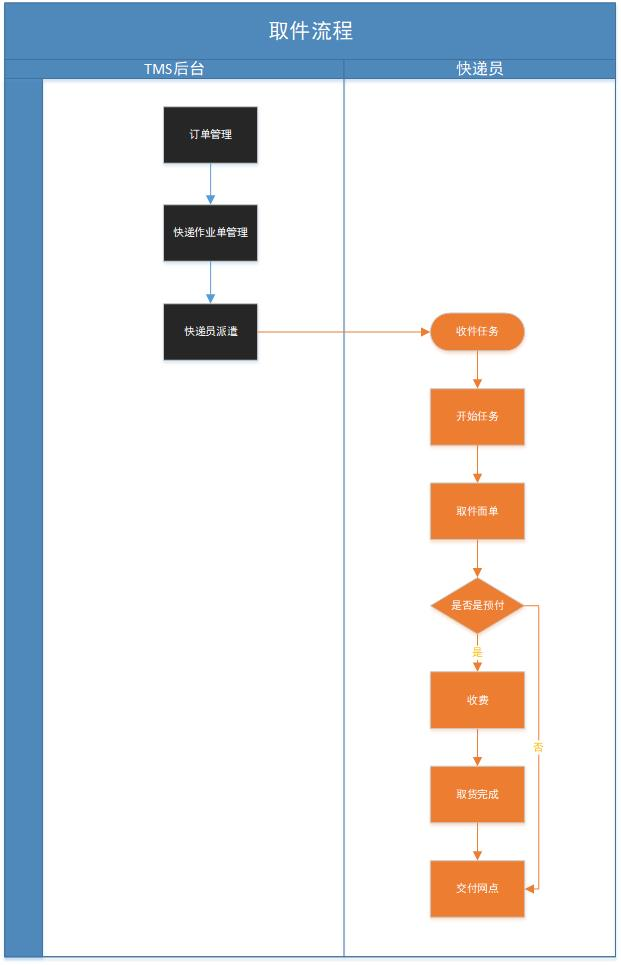 取件流程
TMS后台
快递员
订单管理
快递作业单管理
快递员派遣
收件任务
开始任务
取件面单
是否是预付
是
收费
否
取货完成
交付网点